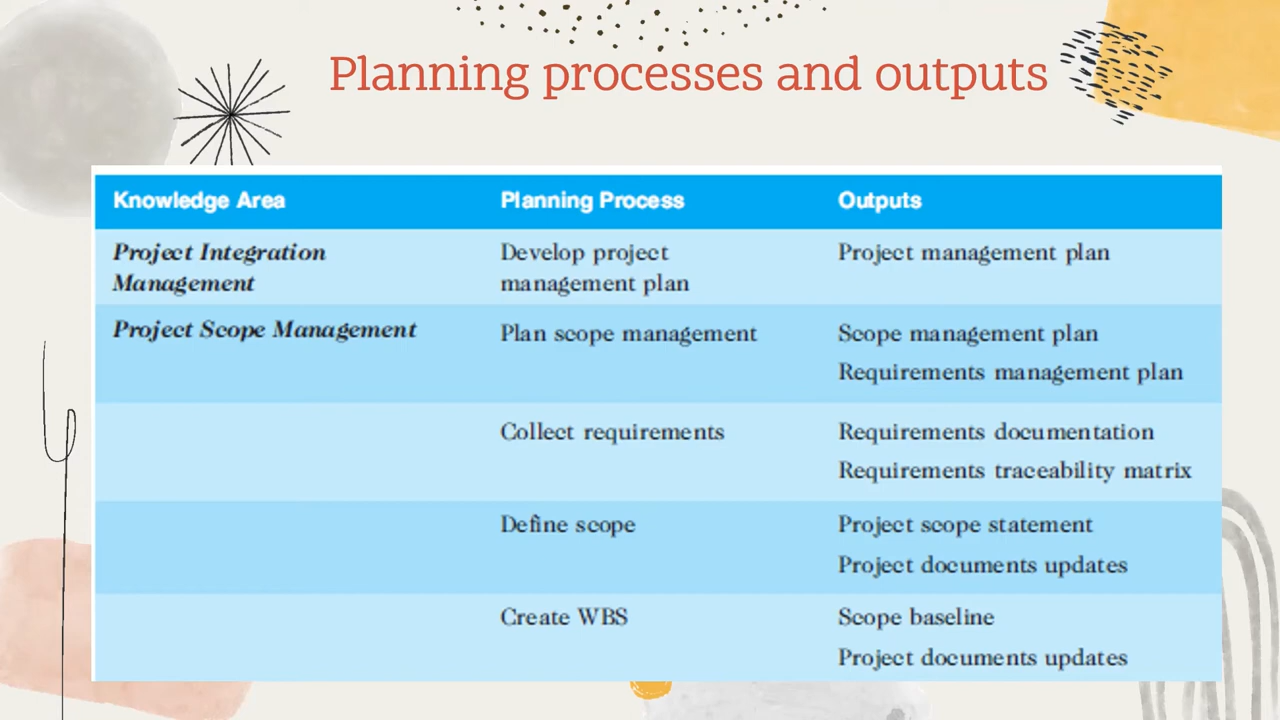 Planning processes and outputs
Knowledge Area Planning Process Outputs
Project Integration Develop project Project management plan
Management management plan
Project Scope Management Plan scope management Scope management plan
Requirements management plan
Collect requirements Requirements documentation
Requirements traceability matrix
Define scope Project scope statement
Project documents updates
Create WBS Scope baseline
Project documents updates